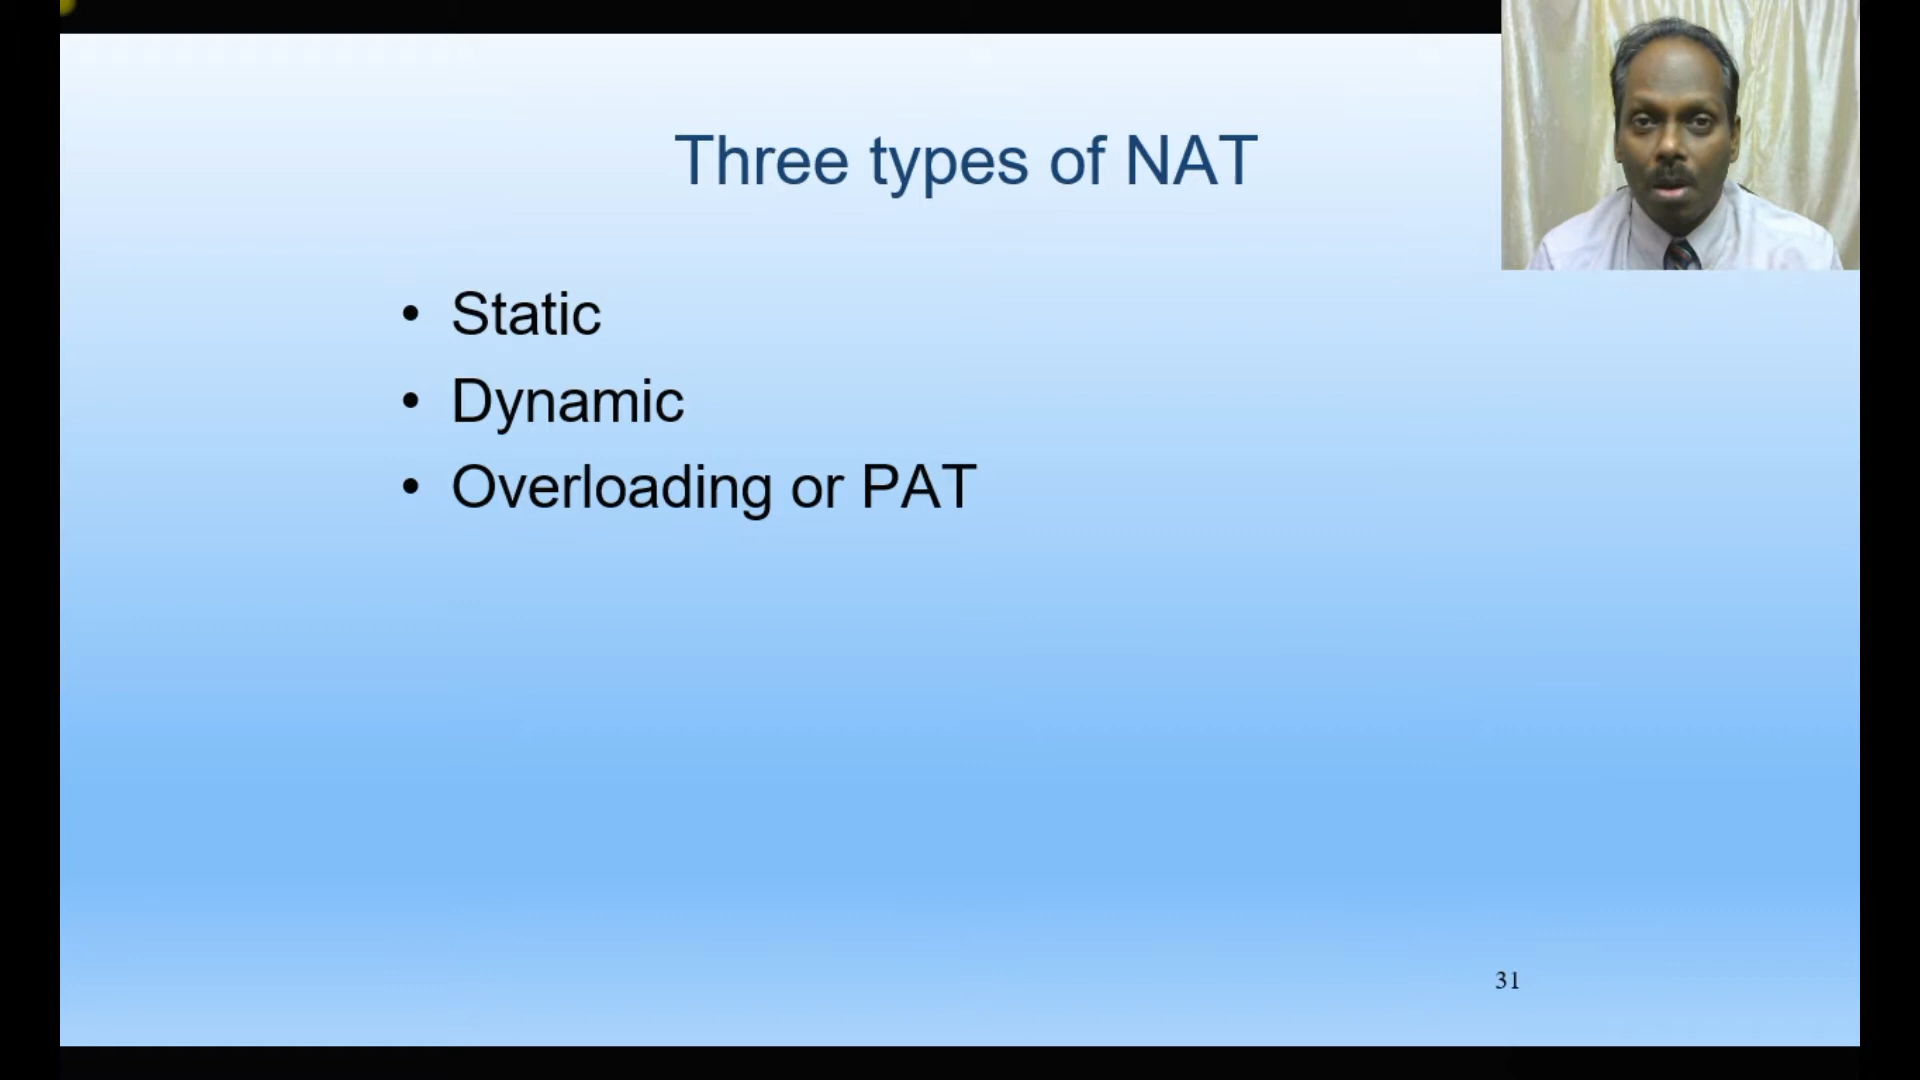 Three types of NAT
• Static
• Dynamic
• Overloading or PAT
31